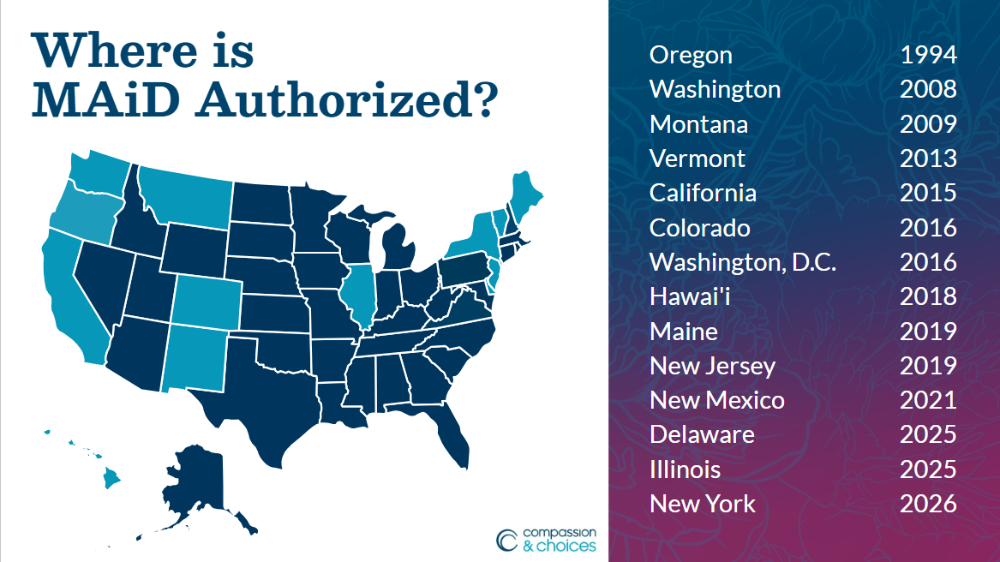 Where is
MAiD Authorized?
Oregon 1994
Washington 2008
Montana 2009
Vermont 2013
California 2015
Colorado 2016
Washington, D.C. 2016
Hawai'i 2018
Maine 2019
New Jersey 2019
New Mexico 2021
Delaware 2025
Illinois 2025
New York 2026
compassion
& choices